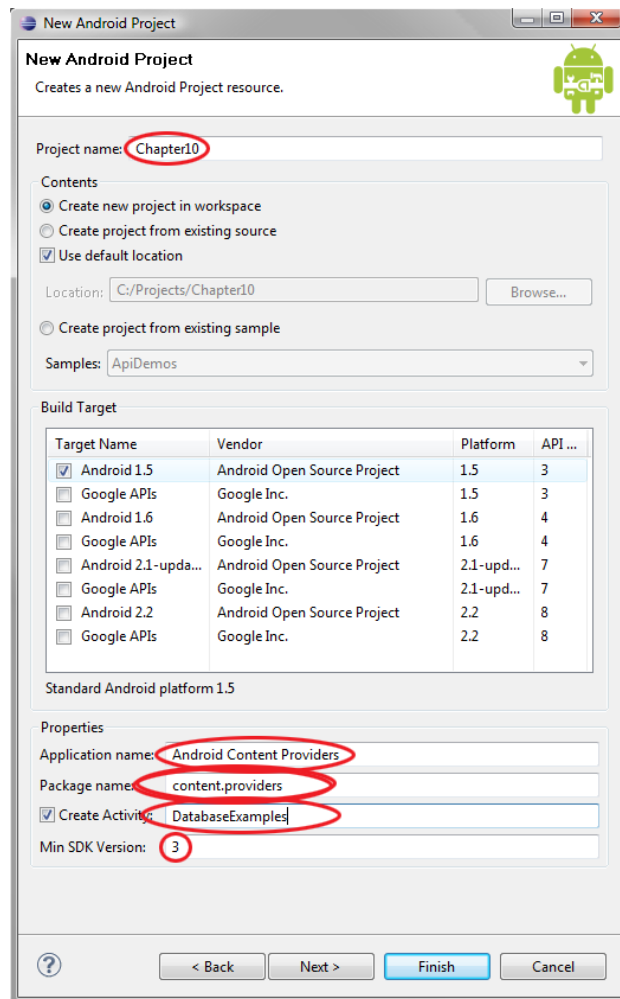 New Android Project
New Android Project
Creates a new Android Project resource.
Project name: Chapter10
Contents
Create new project in workspace
Create project from existing source
Use default location
Location: C:/Projects/Chapter10 Browse...
Create project from existing sample
Samples: ApiDemos
Build Target
Target Name Vendor Platform API ...
Android 1.5 Android Open Source Project 1.5 3
Google APIs Google Inc. 1.5 3
Android 1.6 Android Open Source Project 1.6 4
Google APIs Google Inc. 1.6 4
Android 2.1-upda... Android Open Source Project 2.1-upd... 7
Google APIs Google Inc. 2.1-upd... 7
Android 2.2 Android Open Source Project 2.2 8
Google APIs Google Inc. 2.2 8
Standard Android platform 1.5
Properties
Application name: Android Content Providers
Package name: content.providers
Create Activity: DatabaseExamples
Min SDK Version: 3
? < Back Next > Finish Cancel